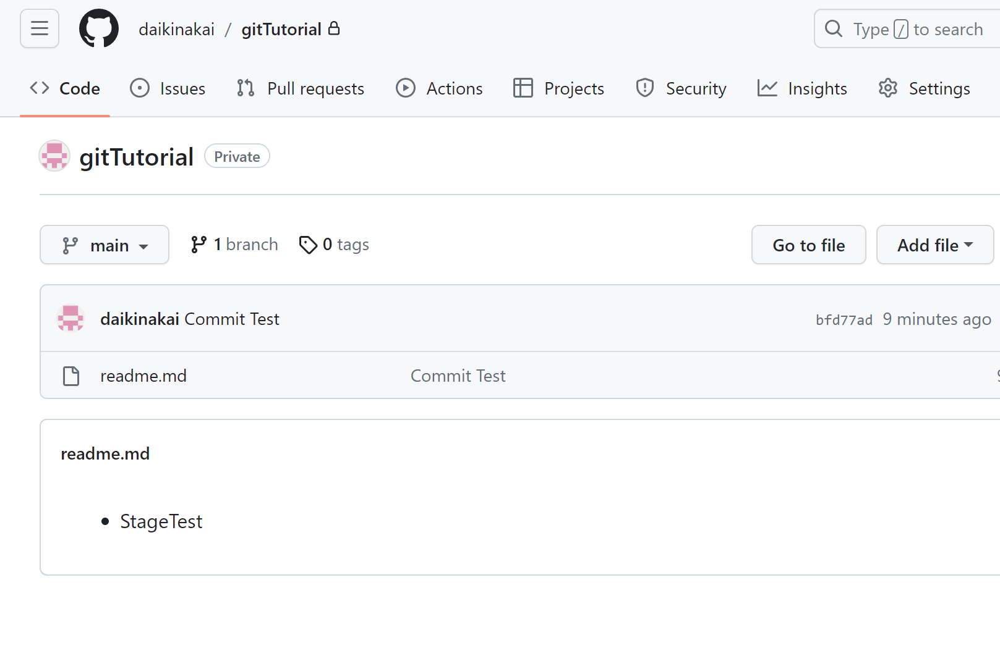 daikinakai / gitTutorial
Type / to search
Code Issues Pull requests Actions Projects Security Insights Settings
gitTutorial Private
main 1 branch 0 tags Go to file Add file
daikinakai Commit Test bfd77ad 9 minutes ago
readme.md Commit Test
readme.md
• StageTest